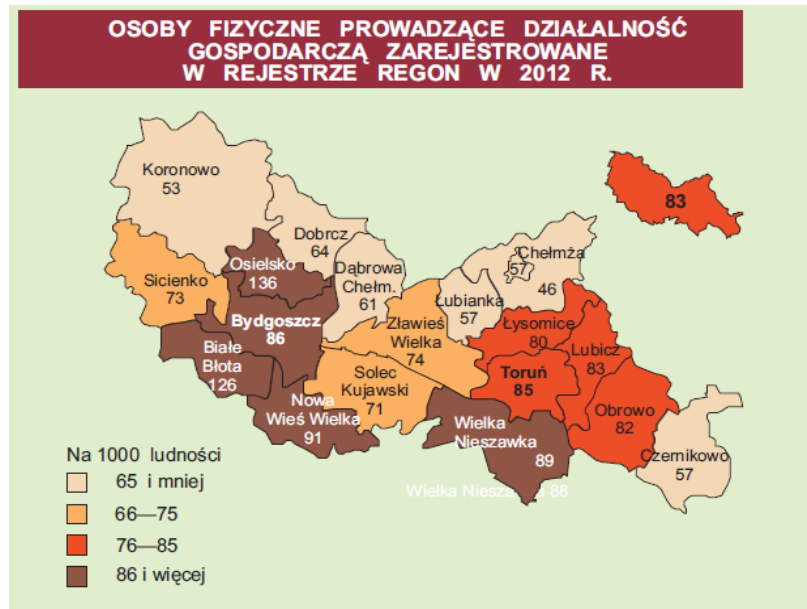 OSOBY FIZYCZNE PROWADZĄCE DZIAŁALNOŚĆ
GOSPODARCZĄ ZAREJESTROWANE
W REJESTRZE REGON W 2012 R.
Koronowo
53
83
Dobrcz
64
Chełmża
57
46
Osielsko
136
Dąbrowa
Chełm.
61
Sicienko
73
Łubianka
57
Bydgoszcz
86
Zławieś
Wielka
74
Łysomice
80
Lubicz
83
Białe
Błota
126
Solec
Kujawski
71
Toruń
85
Nowa
Wieś Wielka
91
Obrowo
82
Wielka
Nieszawka
89
Czernikowo
57
Wielka Nieszawka 88
Na 1000 ludności
65 i mniej
66—75
76—85
86 i więcej